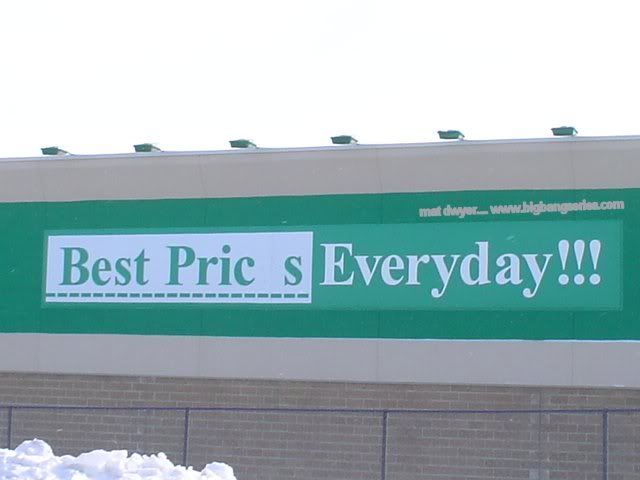 mat dwyer.... www.bigbangseries.com
Best Pric s Everyday!!!